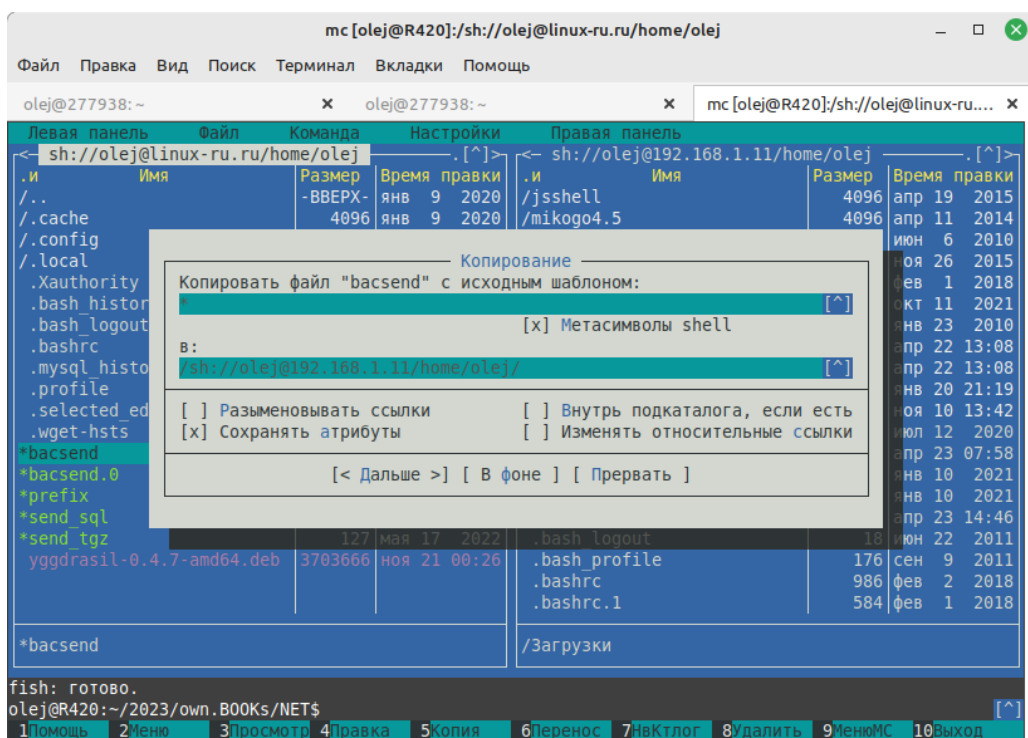 mc [olej@R420]:/sh://olej@linux-ru.ru/home/olej
Файл Правка Вид Поиск Терминал Вкладки Помощь
olej@277938: ~ × olej@277938: ~ × mc [olej@R420]:/sh://olej@linux-ru.… ×
Левая панель Файл Команда Настройки Правая панель
<— sh://olej@linux-ru.ru/home/olej .[^]> <— sh://olej@192.168.1.11/home/olej .[^]>
.и Имя Размер Время правки .и Имя Размер Время правки
/.. -ВВЕРХ- янв 9 2020 /jsshell 4096 апр 19 2015
/.cache 4096 янв 9 2020 /mikogo4.5 4096 апр 11 2014
/.config июн 6 2010
/.local Копирование ноя 26 2015
.Xauthority Копировать файл "bacsend" с исходным шаблоном: фев 1 2018
.bash_histor * [^] окт 11 2021
.bash_logout [x] Метасимволы shell янв 23 2010
.bashrc в: апр 22 13:08
.mysql_histo /sh://olej@192.168.1.11/home/olej/ [^] апр 22 13:08
.profile янв 20 21:19
.selected_ed [ ] Разыменовывать ссылки [ ] Внутрь подкаталога, если есть ноя 10 13:42
.wget-hsts [x] Сохранять атрибуты [ ] Изменять относительные ссылки июл 12 2020
*bacsend апр 23 07:58
*bacsend.0 [< Дальше >] [ В фоне ] [ Прервать ] янв 10 2021
*prefix янв 10 2021
*send_sql апр 23 14:46
*send_tgz 127 мая 17 2022 .bash_logout 18 июн 22 2011
yggdrasil-0.4.7-amd64.deb 3703666 ноя 21 00:26 .bash_profile 176 сен 9 2011
.bashrc 986 фев 2 2018
.bashrc.1 584 фев 1 2018
*bacsend /Загрузки
fish: готово.
olej@R420:~/2023/own.BOOKs/NET$ [^]
1Помощь 2Меню 3Просмотр 4Правка 5Копия 6Перенос 7НвКтлог 8Удалить 9МенюМС 10Выход